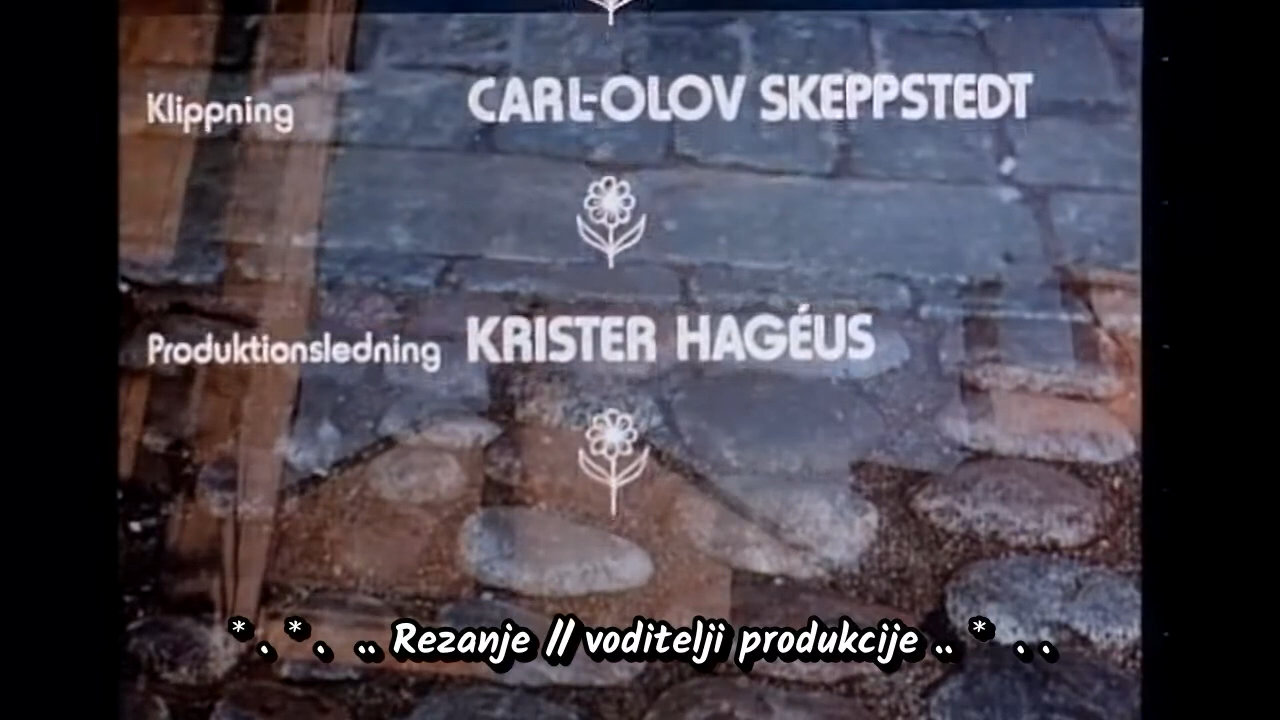 Klippning CARL-OLOV SKEPPSTEDT
Produktionsledning KRISTER HAGÉUS
*. *. .. Rezanje // voditelji produkcije .. * . .